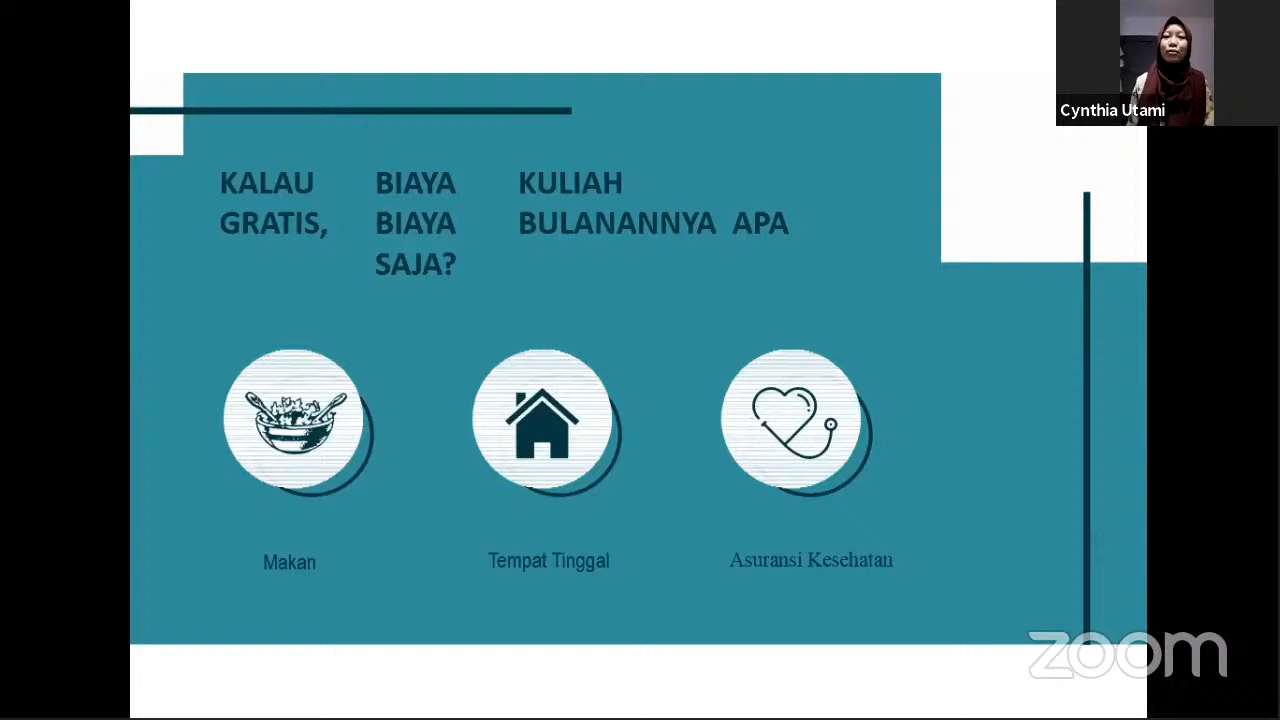 Cynthia Utami
KALAU BIAYA KULIAH
GRATIS, BIAYA BULANANNYA APA
SAJA?
Makan
Tempat Tinggal
Asuransi Kesehatan
zoom